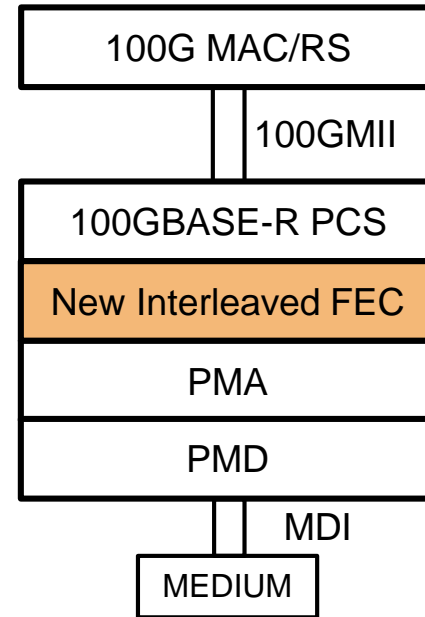 100G MAC/RS
100GMII
100GBASE-R PCS
New Interleaved FEC
PMA
PMD
MDI
MEDIUM